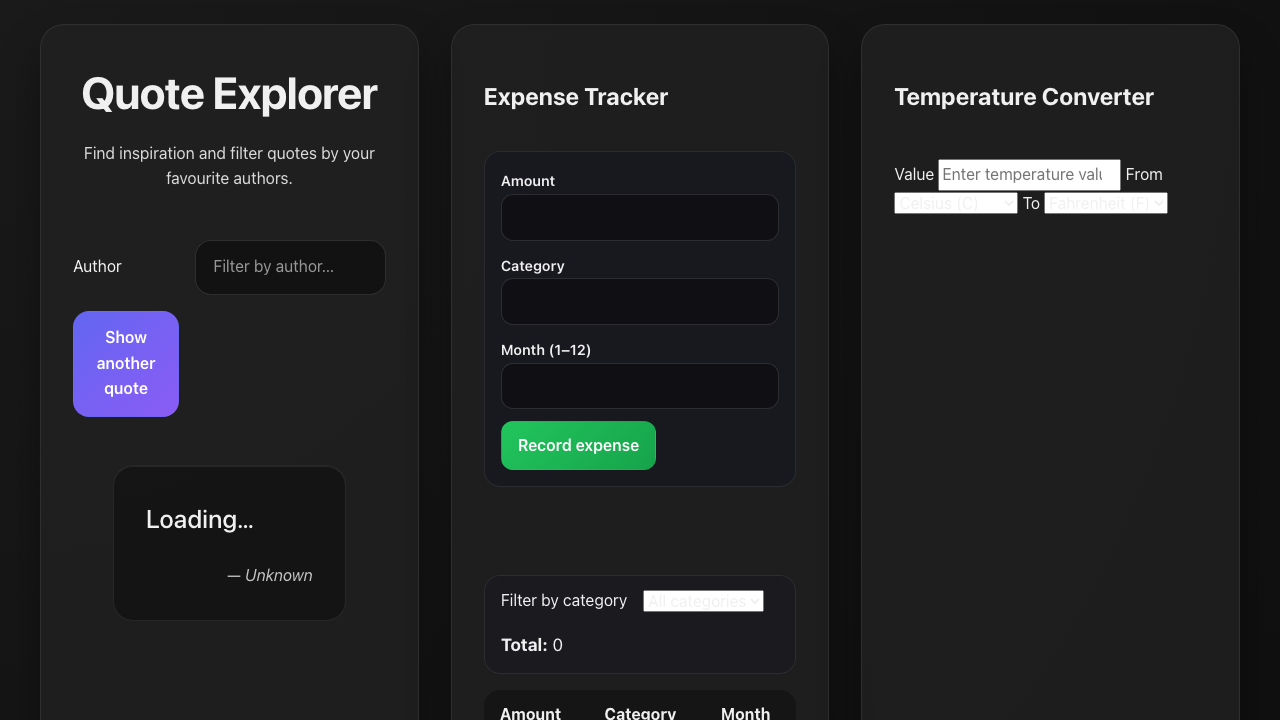 Quote Explorer
Find inspiration and filter quotes by your
favourite authors.
Author
Filter by author...
Show
another
quote
Loading...
— Unknown
Expense Tracker
Amount
Category
Month (1–12)
Record expense
Filter by category
All categories
Total: 0
Amount Category Month
Temperature Converter
Value Enter temperature valu From
Celsius (C) To Fahrenheit (F)